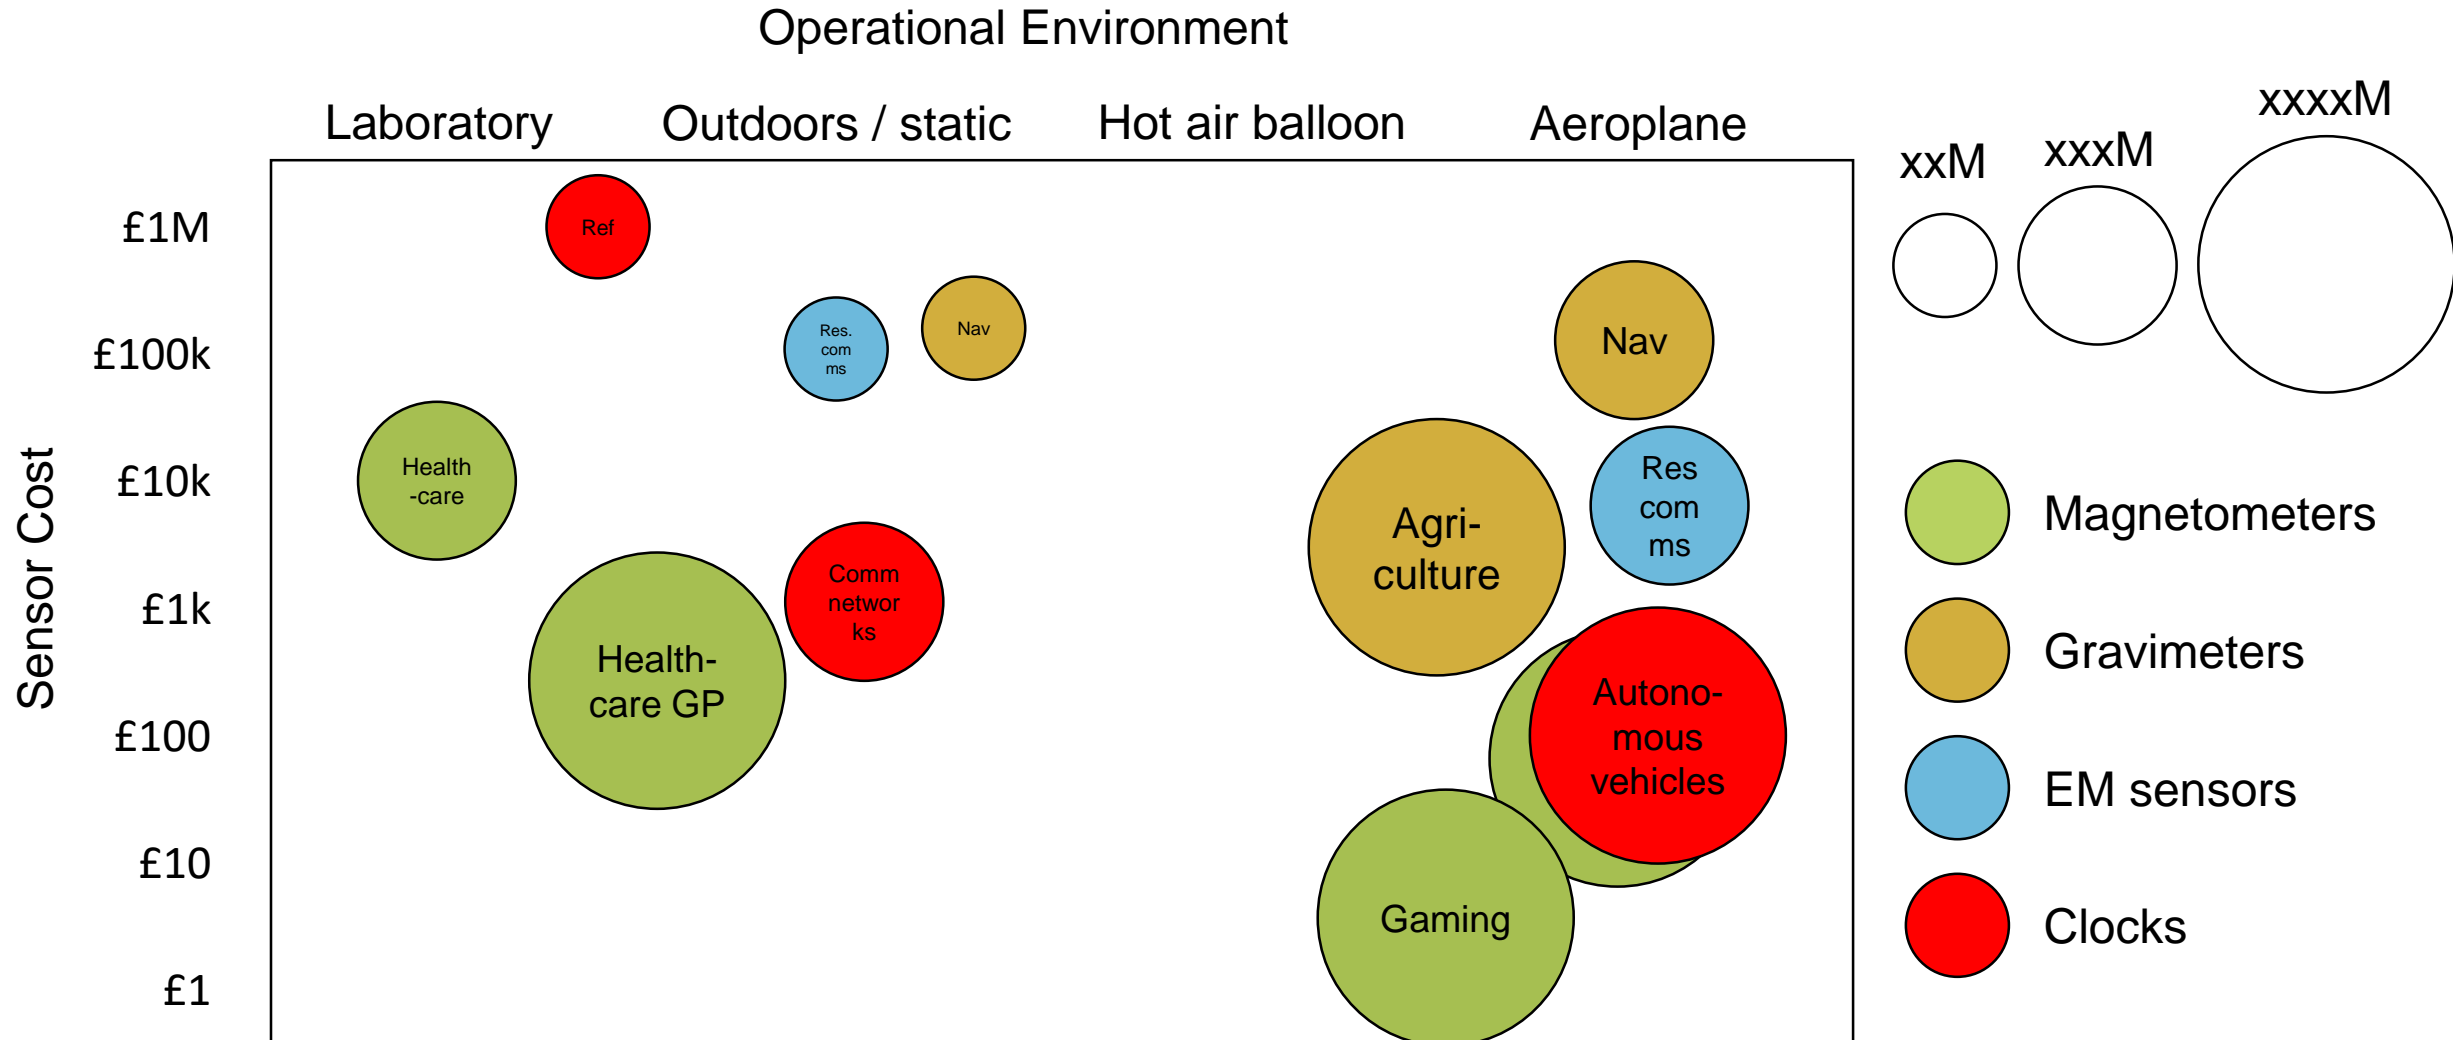 Operational Environment
Laboratory
Outdoors / static
Hot air balloon
Aeroplane
xxM
xxxM
xxxxM
Sensor Cost
£1M
£100k
£10k
£1k
£100
£10
£1
Ref
Res.
com
ms
Nav
Nav
Health
-care
Res
com
ms
Agri-
culture
Comm
networ
ks
Health-
care GP
Autono-
mous
vehicles
Gaming
Magnetometers
Gravimeters
EM sensors
Clocks